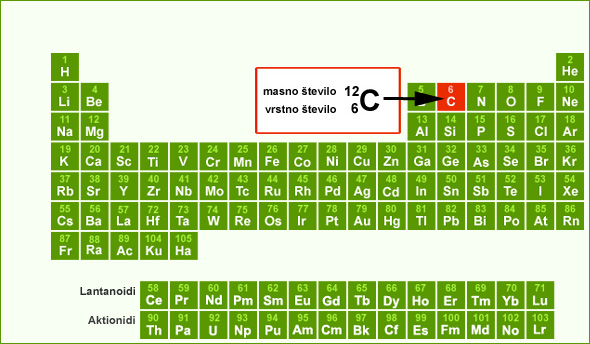 1 2
H He
masno število 12
vrstno število 6 C
3 4 5 6 7 8 9 10
Li Be C N O F Ne
11 12 13 14 15 16 17 18
Na Mg Al Si P S Cl Ar
19 20 21 22 23 24 25 26 27 28 29 30 31 32 33 34 35 36
K Ca Sc Ti V Cr Mn Fe Co Ni Cu Zn Ga Ge As Se Br Kr
37 38 39 40 41 42 43 44 45 46 47 48 49 50 51 52 53 54
Rb Sr Y Zr Nb Mo Tc Ru Rh Pd Ag Cd In Sn Sb Te I Xe
55 56 57 72 73 74 75 76 77 78 79 80 81 82 83 84 85 86
Cs Ba La Hf Ta W Re Os Ir Pt Au Hg Tl Pb Bi Po At Rn
87 88 89 104 105
Fr Ra Ac Ku Ha
Lantanoidi
58 59 60 61 62 63 64 65 66 67 68 69 70 71
Ce Pr Nd Pm Sm Eu Gd Tb Dy Ho Er Tm Yb Lu
Aktionidi
90 91 92 93 94 95 96 97 98 99 100 101 102 103
Th Pa U Np Pu Am Cm Bk Cf Es Fm Md No Lr